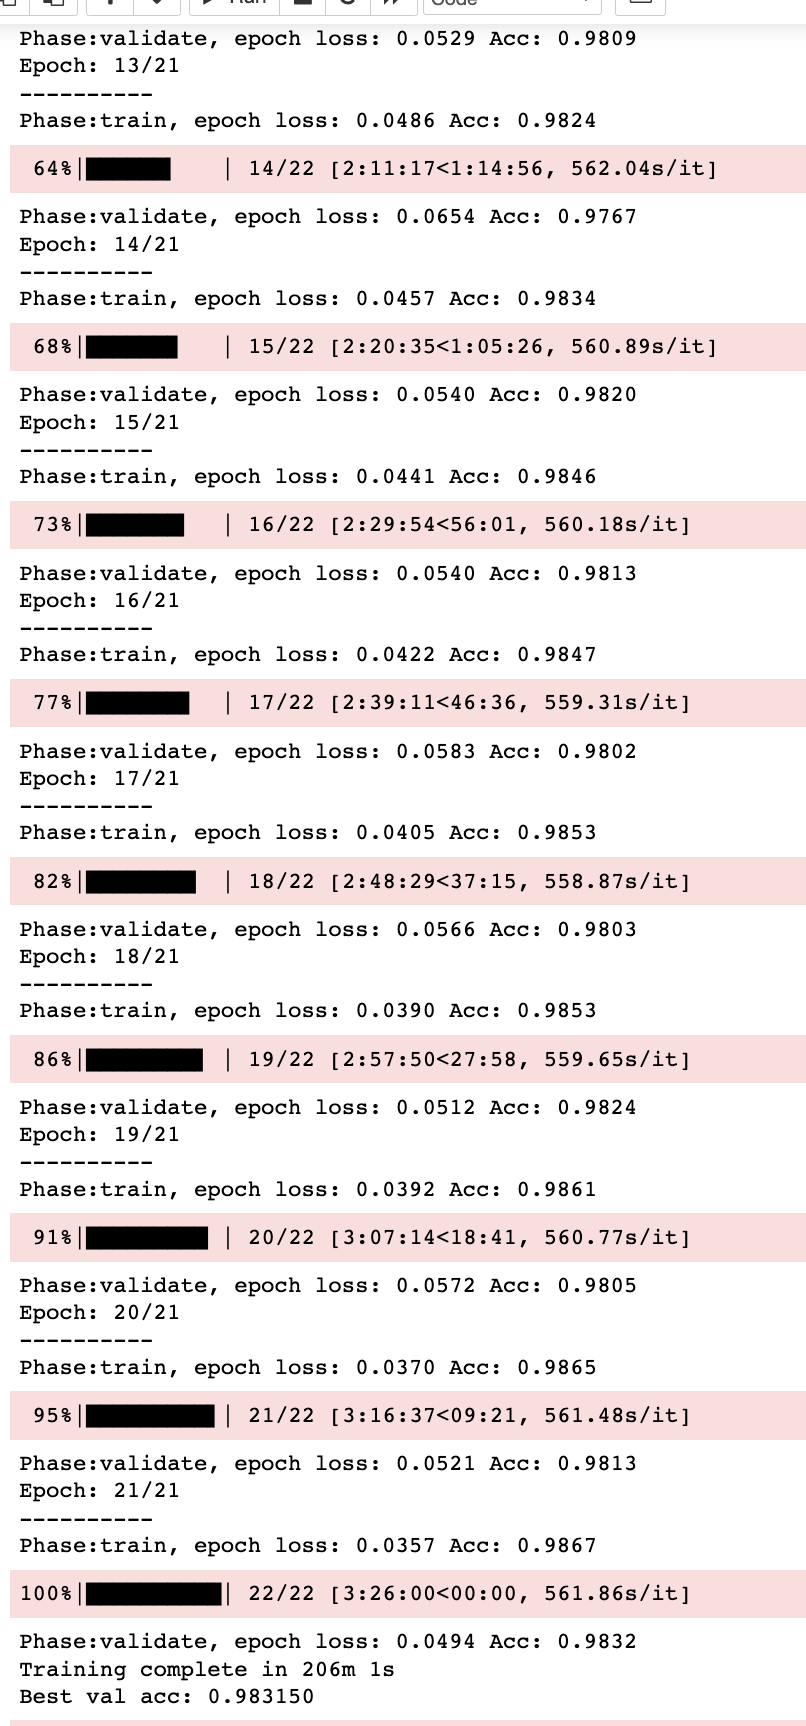 Phase:validate, epoch loss: 0.0529 Acc: 0.9809
Epoch: 13/21
----------
Phase:train, epoch loss: 0.0486 Acc: 0.9824
64%| | 14/22 [2:11:17<1:14:56, 562.04s/it]
Phase:validate, epoch loss: 0.0654 Acc: 0.9767
Epoch: 14/21
----------
Phase:train, epoch loss: 0.0457 Acc: 0.9834
68%| | 15/22 [2:20:35<1:05:26, 560.89s/it]
Phase:validate, epoch loss: 0.0540 Acc: 0.9820
Epoch: 15/21
----------
Phase:train, epoch loss: 0.0441 Acc: 0.9846
73%| | 16/22 [2:29:54<56:01, 560.18s/it]
Phase:validate, epoch loss: 0.0540 Acc: 0.9813
Epoch: 16/21
----------
Phase:train, epoch loss: 0.0422 Acc: 0.9847
77%| | 17/22 [2:39:11<46:36, 559.31s/it]
Phase:validate, epoch loss: 0.0583 Acc: 0.9802
Epoch: 17/21
----------
Phase:train, epoch loss: 0.0405 Acc: 0.9853
82%| | 18/22 [2:48:29<37:15, 558.87s/it]
Phase:validate, epoch loss: 0.0566 Acc: 0.9803
Epoch: 18/21
----------
Phase:train, epoch loss: 0.0390 Acc: 0.9853
86%| | 19/22 [2:57:50<27:58, 559.65s/it]
Phase:validate, epoch loss: 0.0512 Acc: 0.9824
Epoch: 19/21
----------
Phase:train, epoch loss: 0.0392 Acc: 0.9861
91%| | 20/22 [3:07:14<18:41, 560.77s/it]
Phase:validate, epoch loss: 0.0572 Acc: 0.9805
Epoch: 20/21
----------
Phase:train, epoch loss: 0.0370 Acc: 0.9865
95%| | 21/22 [3:16:37<09:21, 561.48s/it]
Phase:validate, epoch loss: 0.0521 Acc: 0.9813
Epoch: 21/21
----------
Phase:train, epoch loss: 0.0357 Acc: 0.9867
100%| | 22/22 [3:26:00<00:00, 561.86s/it]
Phase:validate, epoch loss: 0.0494 Acc: 0.9832
Training complete in 206m 1s
Best val acc: 0.983150